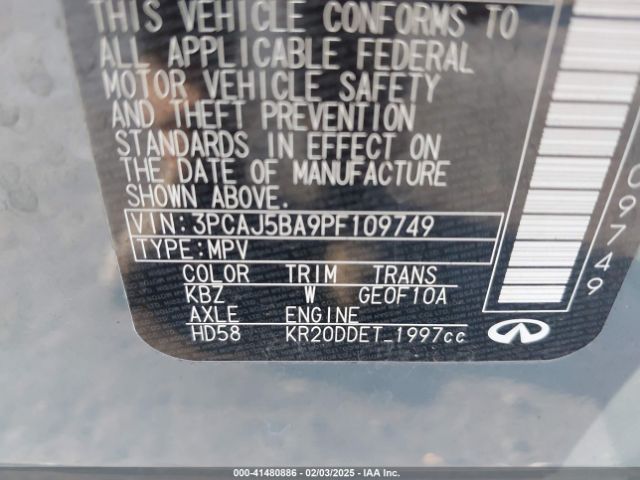 THIS VEHICLE CONFORMS TO
ALL APPLICABLE FEDERAL
MOTOR VEHICLE SAFETY
AND THEFT PREVENTION
STANDARDS IN EFFECT ON
THE DATE OF MANUFACTURE
SHOWN ABOVE.
VIN: 3PCAJ5BA9PF109749
TYPE: MPV
COLOR TRIM TRANS
KBZ W GE0F10A
AXLE ENGINE
HD58 KR20DDET_1997cc
09749
000-41480886 - 02/03/2025 - IAA Inc.